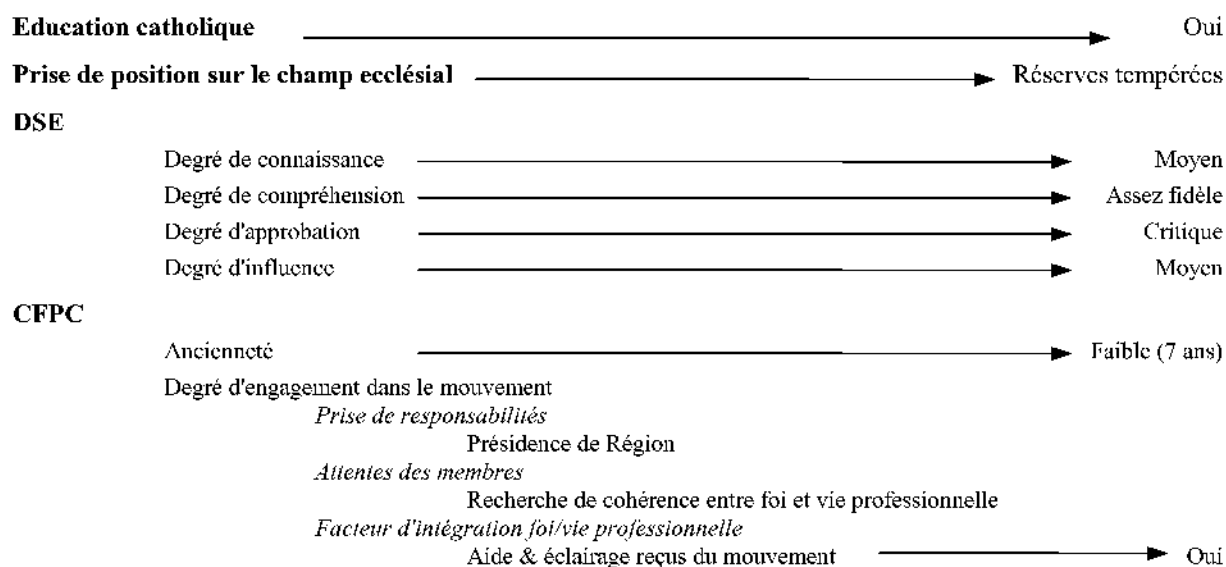 Education catholique Oui
Prise de position sur le champ ecclésial Réserves tempérées
DSE
Degré de connaissance Moyen
Degré de compréhension Assez fidèle
Degré d'approbation Critique
Degré d'influence Moyen
CFPC
Ancienneté Faible (7 ans)
Degré d'engagement dans le mouvement
Prise de responsabilités
Présidence de Région
Attentes des membres
Recherche de cohérence entre foi et vie professionnelle
Facteur d'intégration foi/vie professionnelle
Aide & éclairage reçus du mouvement Oui